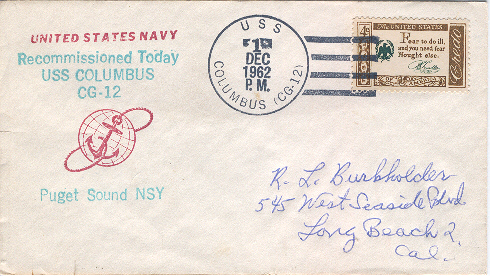 UNITED STATES NAVY
Recommissioned Today
USS COLUMBUS
CG-12
Puget Sound NSY
USS
1
DEC
1962
P. M.
COLUMBUS (CG-12)
4¢
UNITED STATES
Fear to do ill,
and you need fear
Nought else.
Credo
R. L. Burkholder
545 West Seaside Blvd
Long Beach 2,
Cal.